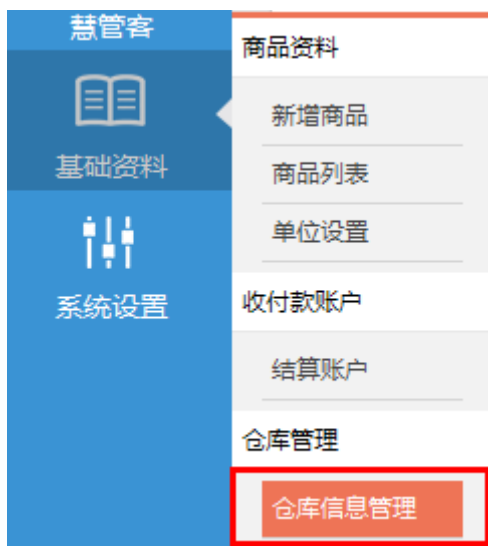 慧管客
基础资料
系统设置
商品资料
新增商品
商品列表
单位设置
收付款账户
结算账户
仓库管理
仓库信息管理